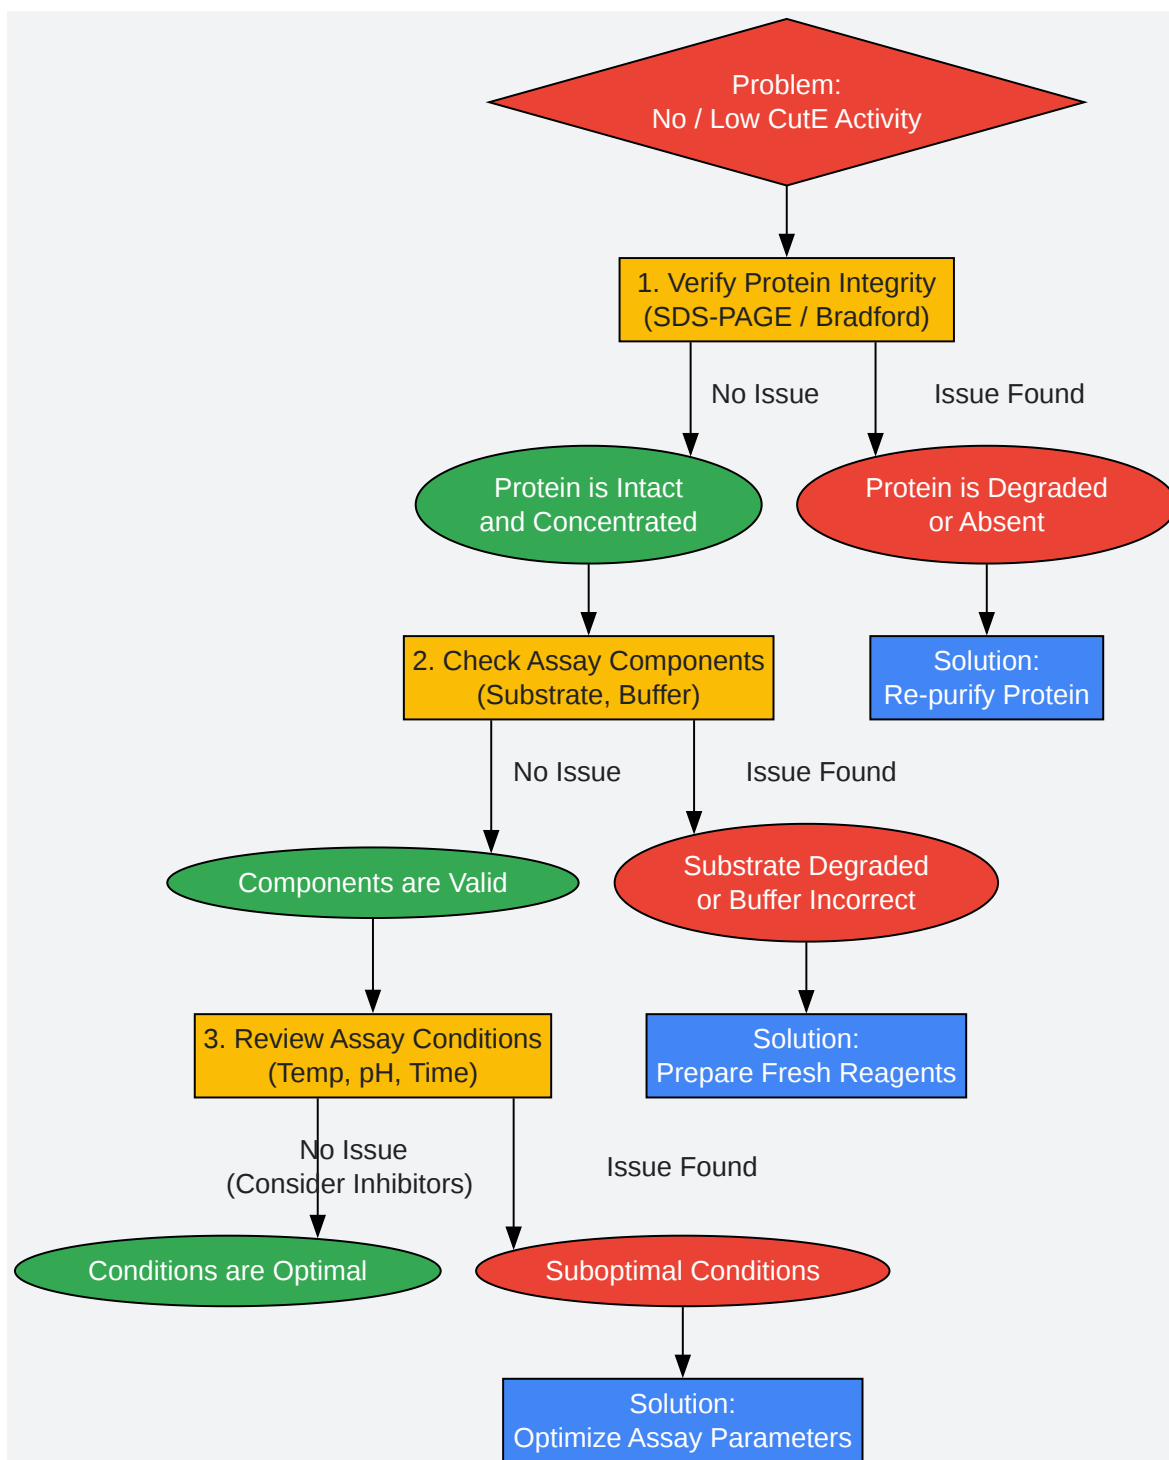 Problem:
No / Low CutE Activity
1. Verify Protein Integrity
(SDS-PAGE / Bradford)
No Issue
Issue Found
Protein is Intact
and Concentrated
Protein is Degraded
or Absent
2. Check Assay Components
(Substrate, Buffer)
Solution:
Re-purify Protein
No Issue
Issue Found
Components are Valid
Substrate Degraded
or Buffer Incorrect
3. Review Assay Conditions
(Temp, pH, Time)
Solution:
Prepare Fresh Reagents
No Issue
(Consider Inhibitors)
Issue Found
Conditions are Optimal
Suboptimal Conditions
Solution:
Optimize Assay Parameters